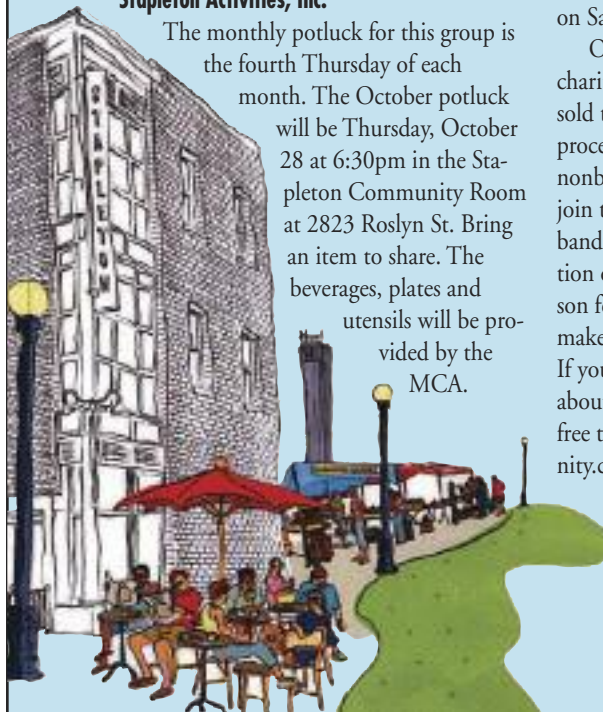 Stapleton Activities, Inc.
The monthly potluck for this group is
the fourth Thursday of each
month. The October potluck
will be Thursday, October
28 at 6:30pm in the Sta-
pleton Community Room
at 2823 Roslyn St. Bring
an item to share. The
beverages, plates and
utensils will be pro-
vided by the
MCA.
STAPLETON
on Sa
chari
sold t
proce
nonb
join t
band
tion o
son fo
make
If you
about
free t
nity.c